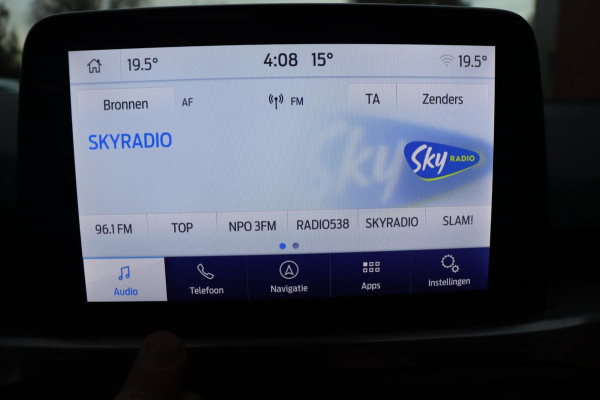 19.5° 4:08 15° 19.5°
Bronnen AF FM TA Zenders
SKYRADIO
Sky RADIO
96.1 FM TOP NPO 3FM RADIO538 SKYRADIO SLAM!
Audio Telefoon Navigatie Apps Instellingen